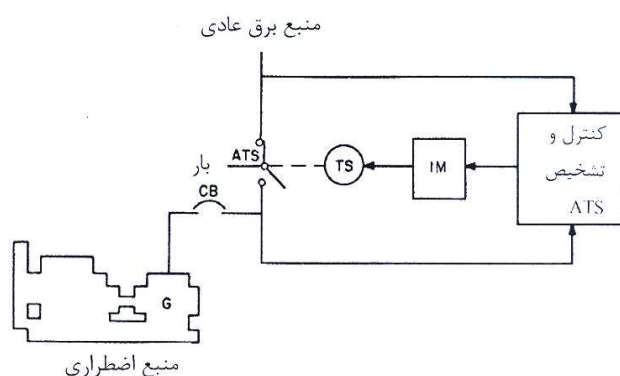 منبع برق عادی
کنترل و
تشخیص
ATS
ATS
بار
TS
IM
CB
G
منبع اضطراری